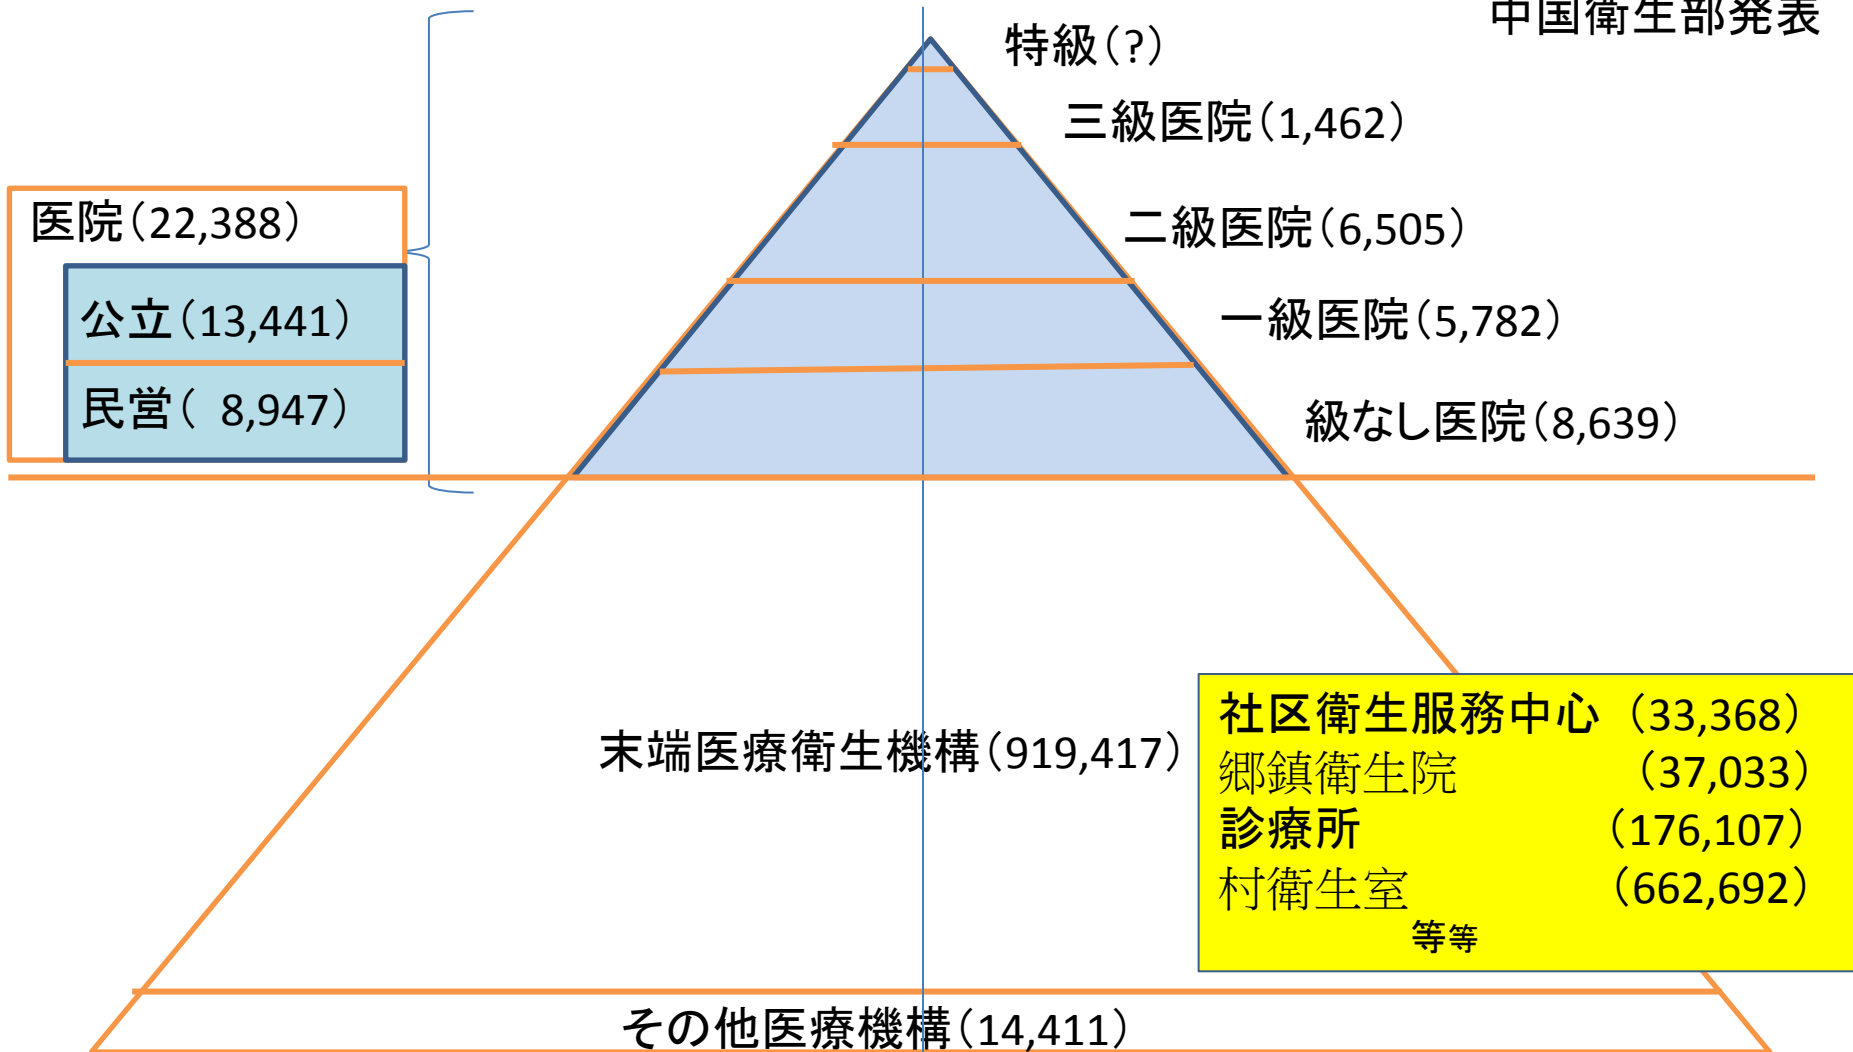 中国衛生部発表
特級(?)
三級医院(1,462)
二級医院(6,505)
一級医院(5,782)
級なし医院(8,639)
医院(22,388)
公立(13,441)
民営( 8,947)
末端医療衛生機構(919,417)
社区衛生服務中心 (33,368)
郷鎮衛生院 (37,033)
診療所 (176,107)
村衛生室 (662,692)
等等
その他医療機構(14,411)